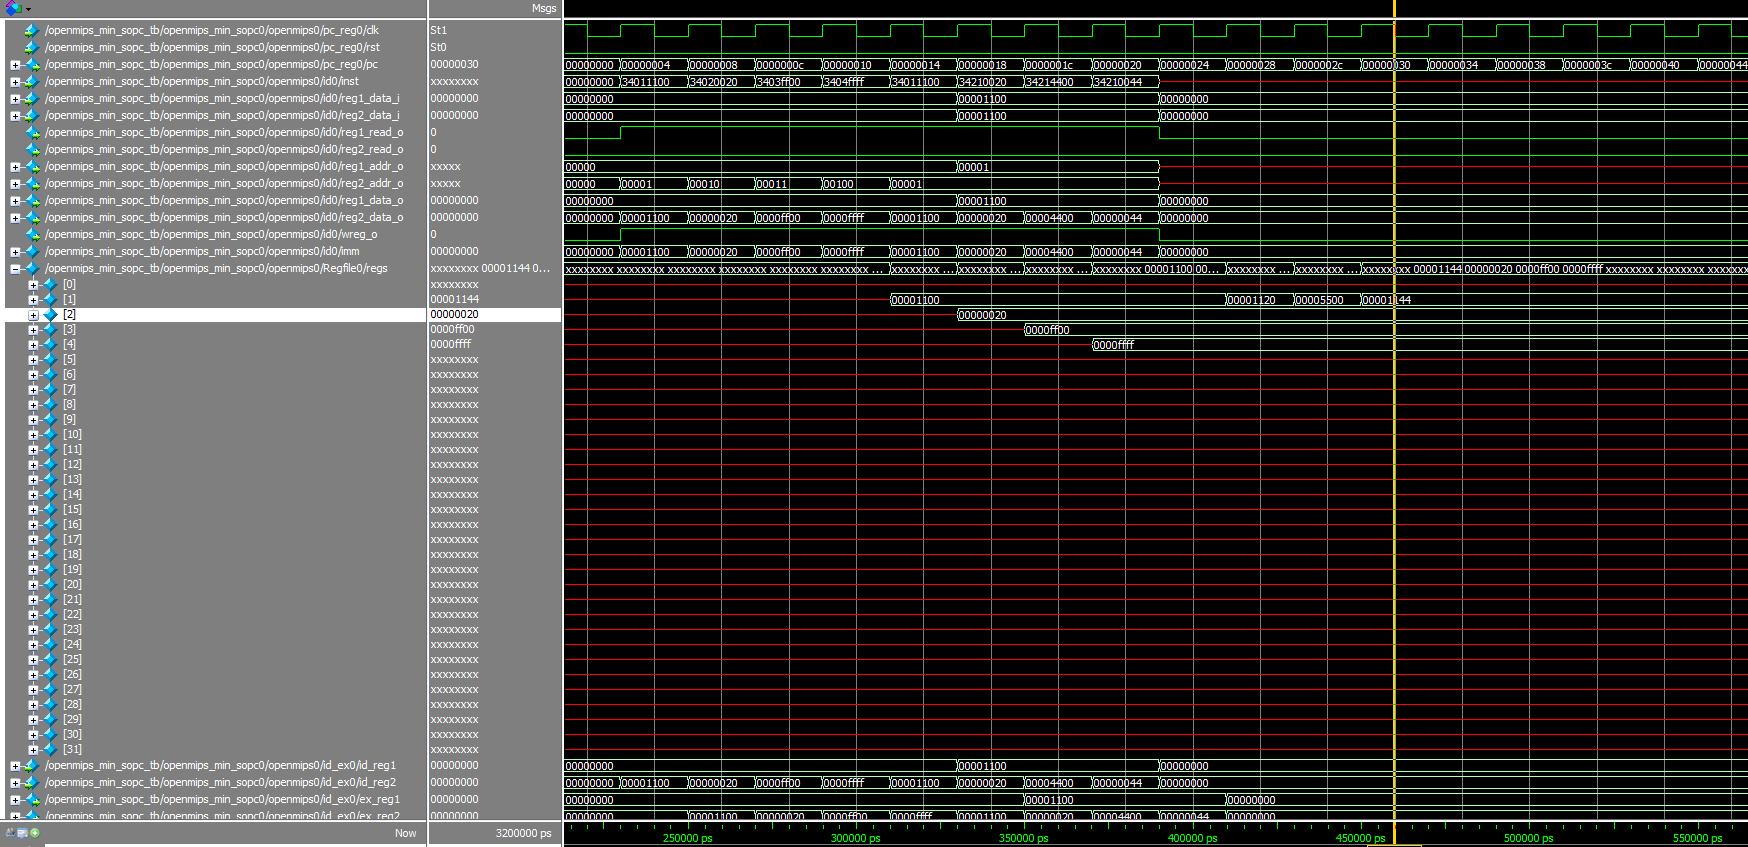 Msgs
/openmips_min_sopc_tb/openmips_min_sopc0/openmips0/pc_reg0/clk St1
/openmips_min_sopc_tb/openmips_min_sopc0/openmips0/pc_reg0/rst St0
/openmips_min_sopc_tb/openmips_min_sopc0/openmips0/pc_reg0/pc 00000030 00000000 00000004 00000008 0000000c 00000010 00000014 00000018 0000001c 00000020 00000024 00000028 0000002c 00000030 00000034 00000038 0000003c 00000040 00000044
/openmips_min_sopc_tb/openmips_min_sopc0/openmips0/id0/inst xxxxxxxx 00000000 34011100 34020020 3403ff00 3404ffff 34011100 34210020 34214400 34210044
/openmips_min_sopc_tb/openmips_min_sopc0/openmips0/id0/reg1_data_i 00000000 00000000 00001100 00000000
/openmips_min_sopc_tb/openmips_min_sopc0/openmips0/id0/reg2_data_i 00000000 00000000 00001100 00000000
/openmips_min_sopc_tb/openmips_min_sopc0/openmips0/id0/reg1_read_o 0
/openmips_min_sopc_tb/openmips_min_sopc0/openmips0/id0/reg2_read_o 0
/openmips_min_sopc_tb/openmips_min_sopc0/openmips0/id0/reg1_addr_o xxxxx 00000 00001
/openmips_min_sopc_tb/openmips_min_sopc0/openmips0/id0/reg2_addr_o xxxxx 00000 00001 00010 00011 00100 00001
/openmips_min_sopc_tb/openmips_min_sopc0/openmips0/id0/reg1_data_o 00000000 00000000 00001100 00000000
/openmips_min_sopc_tb/openmips_min_sopc0/openmips0/id0/reg2_data_o 00000000 00000000 00001100 00000020 0000ff00 0000ffff 00001100 00000020 00004400 00000044 00000000
/openmips_min_sopc_tb/openmips_min_sopc0/openmips0/id0/wreg_o 0
/openmips_min_sopc_tb/openmips_min_sopc0/openmips0/id0/imm 00000000 00000000 00001100 00000020 0000ff00 0000ffff 00001100 00000020 00004400 00000044 00000000
/openmips_min_sopc_tb/openmips_min_sopc0/openmips0/Regfile0/regs xxxxxxxx 00001144 0... xxxxxxxx xxxxxxxx xxxxxxxx xxxxxxxx xxxxxxxx xxxxxxxx ... xxxxxxxx ... xxxxxxxx ... xxxxxxxx ... xxxxxxxx 00001100 00... xxxxxxxx ... xxxxxxxx ... xxxxxxxx 00001144 00000020 0000ff00 0000ffff xxxxxxxx xxxxxxxx xxxxxxxx
[0] xxxxxxxx
[1] 00001144 00001100 00001120 00005500 00001144
[2] 00000020 00000020
[3] 0000ff00 0000ff00
[4] 0000ffff 0000ffff
[5] xxxxxxxx
[6] xxxxxxxx
[7] xxxxxxxx
[8] xxxxxxxx
[9] xxxxxxxx
[10] xxxxxxxx
[11] xxxxxxxx
[12] xxxxxxxx
[13] xxxxxxxx
[14] xxxxxxxx
[15] xxxxxxxx
[16] xxxxxxxx
[17] xxxxxxxx
[18] xxxxxxxx
[19] xxxxxxxx
[20] xxxxxxxx
[21] xxxxxxxx
[22] xxxxxxxx
[23] xxxxxxxx
[24] xxxxxxxx
[25] xxxxxxxx
[26] xxxxxxxx
[27] xxxxxxxx
[28] xxxxxxxx
[29] xxxxxxxx
[30] xxxxxxxx
[31] xxxxxxxx
/openmips_min_sopc_tb/openmips_min_sopc0/openmips0/id_ex0/id_reg1 00000000 00000000 00001100 00000000
/openmips_min_sopc_tb/openmips_min_sopc0/openmips0/id_ex0/id_reg2 00000000 00000000 00001100 00000020 0000ff00 0000ffff 00001100 00000020 00004400 00000044 00000000
/openmips_min_sopc_tb/openmips_min_sopc0/openmips0/id_ex0/ex_reg1 00000000 00000000 00001100 00000000
/openmips_min_sopc_tb/openmips_min_sopc0/openmips0/id_ex0/ex_reg2 00000000 00000000 00001100 00000020 0000ff00 0000ffff 00001100 00000020 00004400 00000044 00000000
Now 3200000 ps 250000 ps 300000 ps 350000 ps 400000 ps 450000 ps 500000 ps 550000 ps